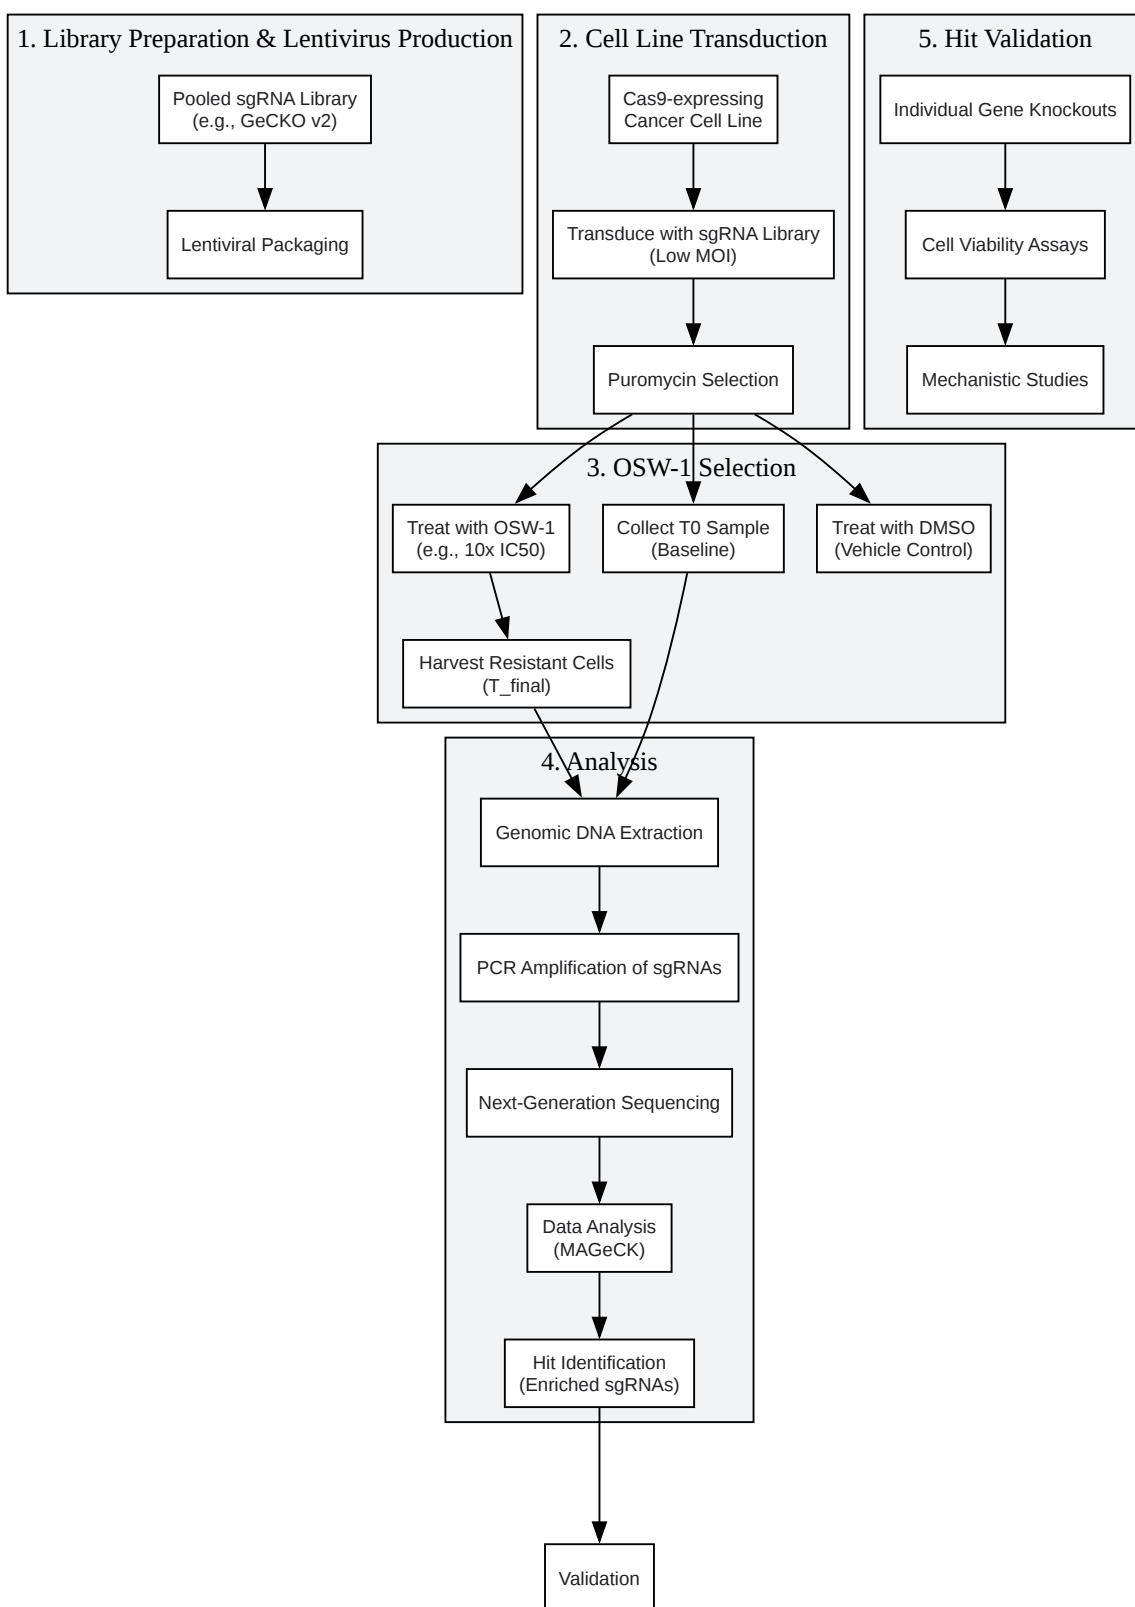 1. Library Preparation & Lentivirus Production
Pooled sgRNA Library
(e.g., GeCKO v2)
Lentiviral Packaging
2. Cell Line Transduction
Cas9-expressing
Cancer Cell Line
Transduce with sgRNA Library
(Low MOI)
Puromycin Selection
5. Hit Validation
Individual Gene Knockouts
Cell Viability Assays
Mechanistic Studies
3. OSW-1 Selection
Treat with OSW-1
(e.g., 10x IC50)
Collect T0 Sample
(Baseline)
Treat with DMSO
(Vehicle Control)
Harvest Resistant Cells
(T_final)
4. Analysis
Genomic DNA Extraction
PCR Amplification of sgRNAs
Next-Generation Sequencing
Data Analysis
(MAGeCK)
Hit Identification
(Enriched sgRNAs)
Validation